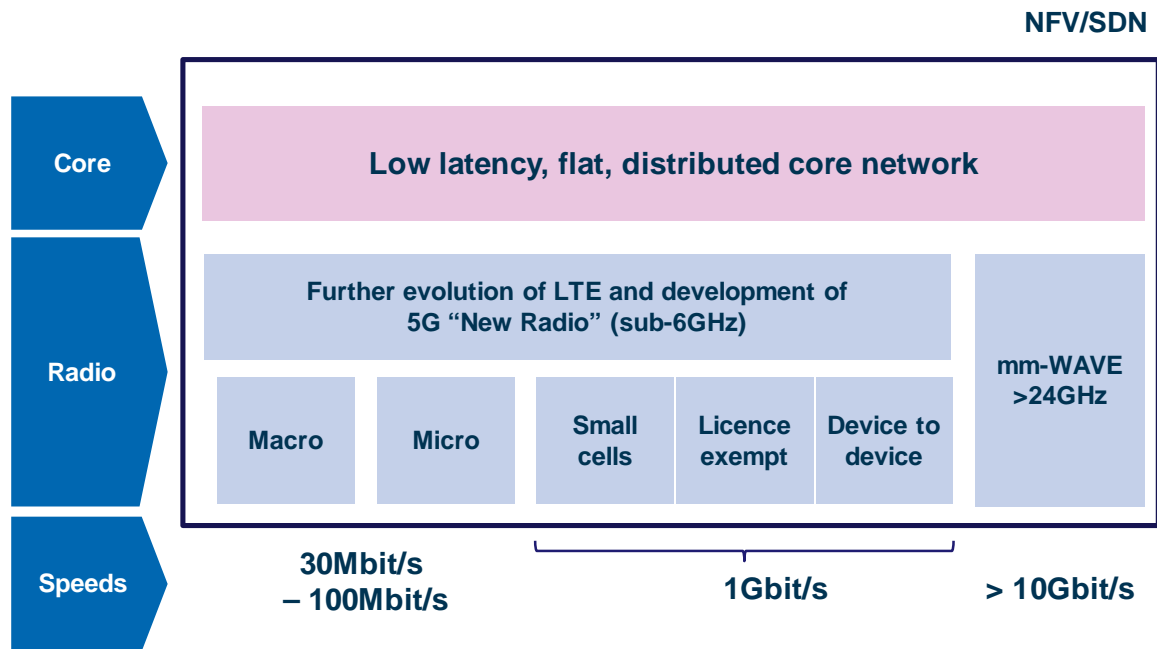 NFV/SDN
Core
Low latency, flat, distributed core network
Radio
Further evolution of LTE and development of
5G “New Radio” (sub-6GHz)
mm-WAVE
>24GHz
Macro
Micro
Small
cells
Licence
exempt
Device to
device
Speeds
30Mbit/s
– 100Mbit/s
1Gbit/s
> 10Gbit/s